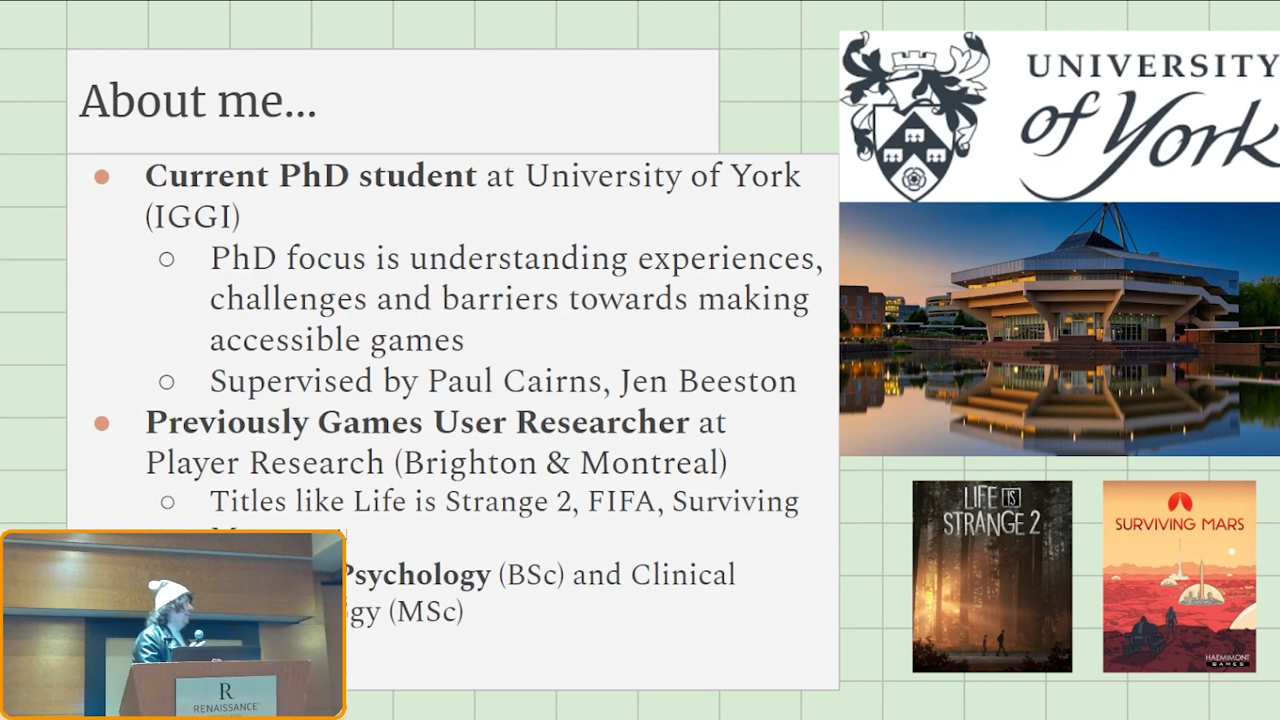 About me...
Current PhD student at University of York
(IGGI)
PhD focus is understanding experiences,
challenges and barriers towards making
accessible games
Supervised by Paul Cairns, Jen Beeston
Previously Games User Researcher at
Player Research (Brighton & Montreal)
Titles like Life is Strange 2, FIFA, Surviving
Psychology (BSc) and Clinical
gy (MSc)
UNIVERSITY
of York
LIFE IS
STRANGE 2
SURVIVING MARS
HAEMIMONT
GAMES
R
RENAISSANCE